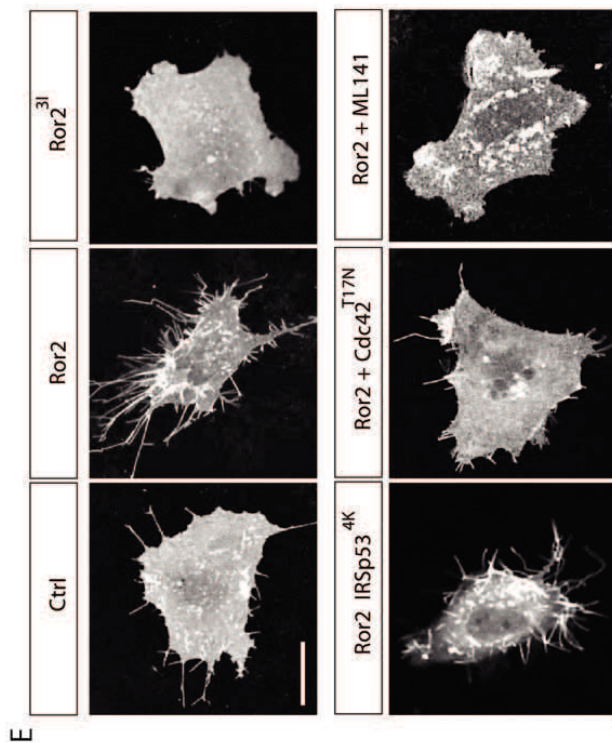 E
Ctrl
Ror2
Ror2 3I
Ror2 IRSp53 4K
Ror2 + Cdc42 T17N
Ror2 + ML141